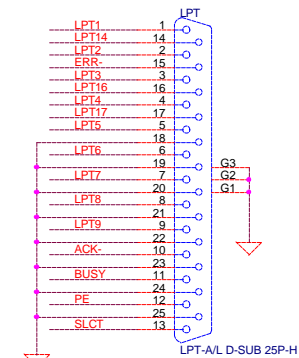 LPT
LPT1 1
LPT14 14
LPT2 2
ERR- 15
LPT3 3
LPT16 16
LPT4 4
LPT17 17
LPT5 5
18
LPT6 6
19 G3
LPT7 7 G2
20 G1
LPT8 8
21
LPT9 9
22
ACK- 10
23
BUSY 11
24
PE 12
25
SLCT 13
LPT-A/L D-SUB 25P-H